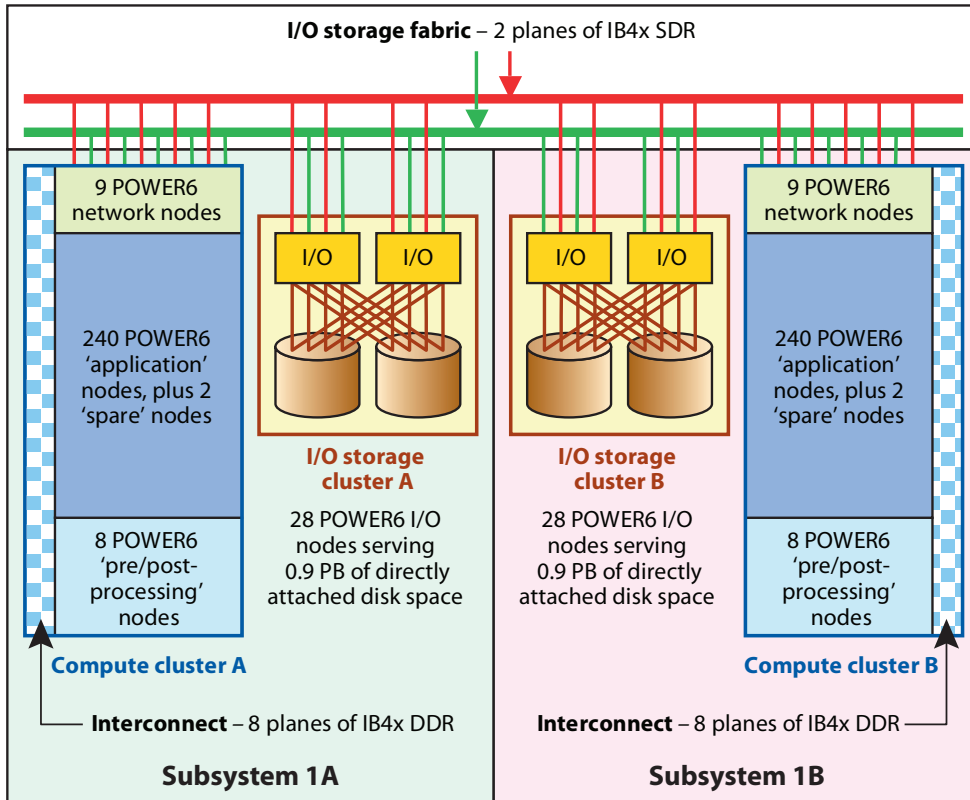 I/O storage fabric – 2 planes of IB4x SDR
9 POWER6
network nodes
240 POWER6
‘application’
nodes, plus 2
‘spare’ nodes
8 POWER6
‘pre/post-
processing’
nodes
Compute cluster A
I/O
I/O
I/O storage
cluster A
28 POWER6 I/O
nodes serving
0.9 PB of directly
attached disk space
Interconnect – 8 planes of IB4x DDR
Subsystem 1A
I/O
I/O
I/O storage
cluster B
28 POWER6 I/O
nodes serving
0.9 PB of directly
attached disk space
9 POWER6
network nodes
240 POWER6
‘application’
nodes, plus 2
‘spare’ nodes
8 POWER6
‘pre/post-
processing’
nodes
Compute cluster B
Interconnect – 8 planes of IB4x DDR
Subsystem 1B